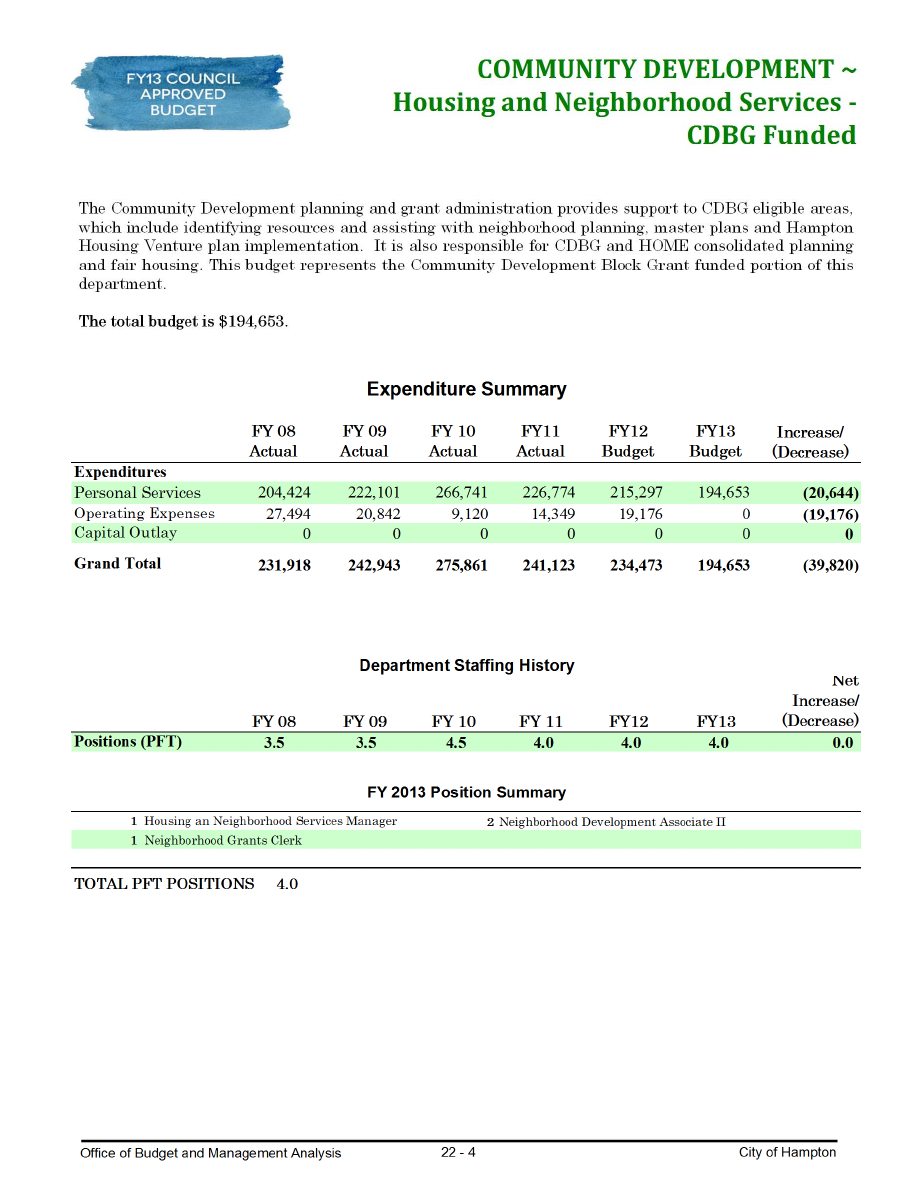 FY13 COUNCIL
APPROVED
BUDGET
COMMUNITY DEVELOPMENT ~
Housing and Neighborhood Services -
CDBG Funded
The Community Development planning and grant administration provides support to CDBG eligible areas,
which include identifying resources and assisting with neighborhood planning, master plans and Hampton
Housing Venture plan implementation. It is also responsible for CDBG and HOME consolidated planning
and fair housing. This budget represents the Community Development Block Grant funded portion of this
department.
The total budget is $194,653.
Expenditure Summary
FY 08 FY 09 FY 10 FY11 FY12 FY13 Increase/
Actual Actual Actual Actual Budget Budget (Decrease)
Expenditures
Personal Services 204,424 222,101 266,741 226,774 215,297 194,653 (20,644)
Operating Expenses 27,494 20,842 9,120 14,349 19,176 0 (19,176)
Capital Outlay 0 0 0 0 0 0 0
Grand Total 231,918 242,943 275,861 241,123 234,473 194,653 (39,820)
Department Staffing History
Net
Increase/
FY 08 FY 09 FY 10 FY 11 FY12 FY13 (Decrease)
Positions (PFT) 3.5 3.5 4.5 4.0 4.0 4.0 0.0
FY 2013 Position Summary
1 Housing an Neighborhood Services Manager 2 Neighborhood Development Associate II
1 Neighborhood Grants Clerk
TOTAL PFT POSITIONS 4.0
Office of Budget and Management Analysis 22 - 4 City of Hampton